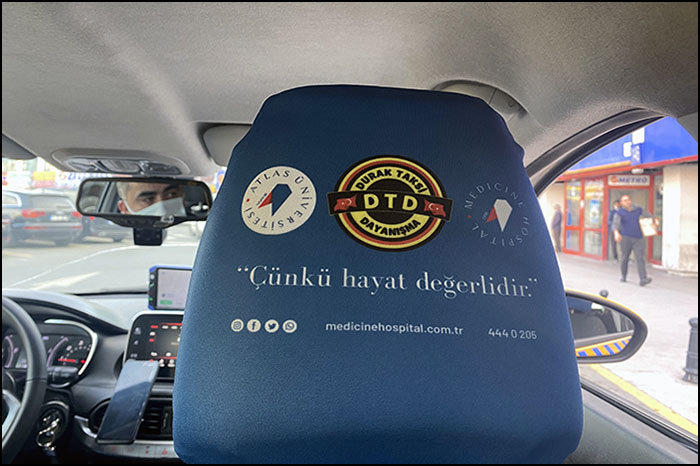 ATLAS ÜNİVERSİTESİ
DURAK TAKSİ
DTD
DAYANIŞMA
MEDICINE HOSPITAL
“Çünkü hayat değerlidir.”
medicinehospital.com.tr
444 0 205
METRO